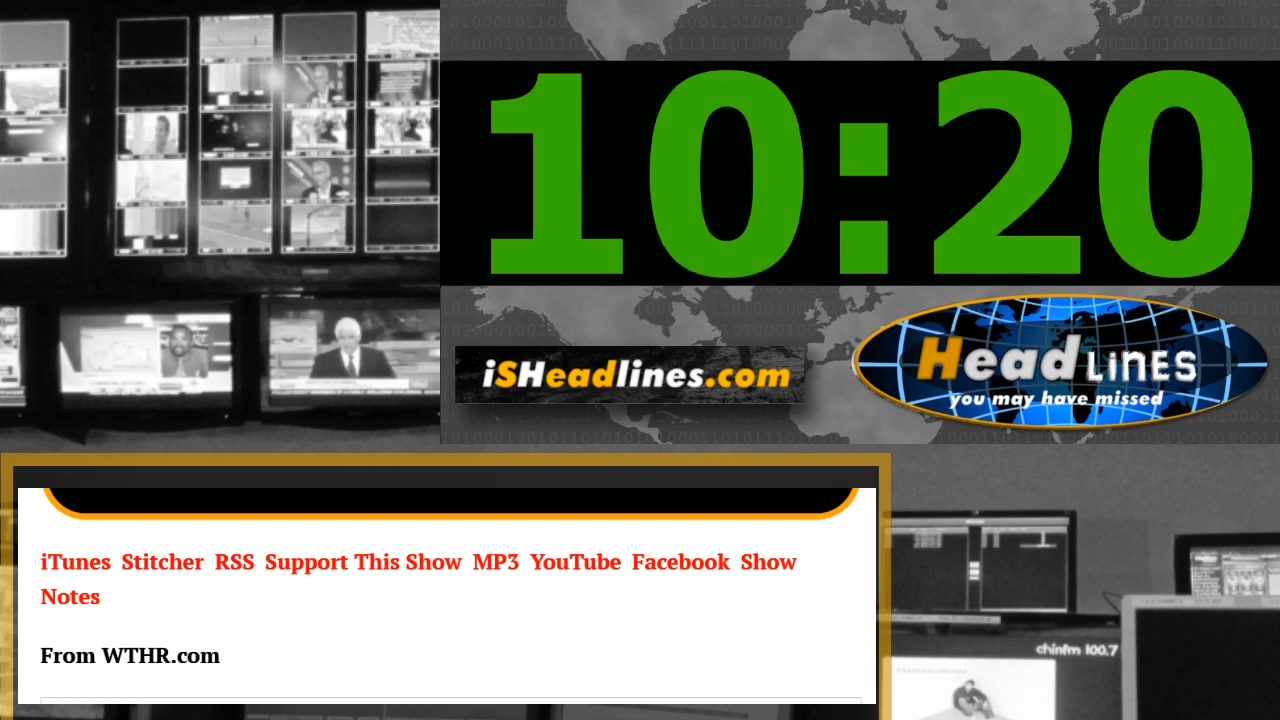 10:20
iSHeadlines.com
HeadLINES
you may have missed
iTunes Stitcher RSS Support This Show MP3 YouTube Facebook Show
Notes
From WTHR.com
chinfm 100.7